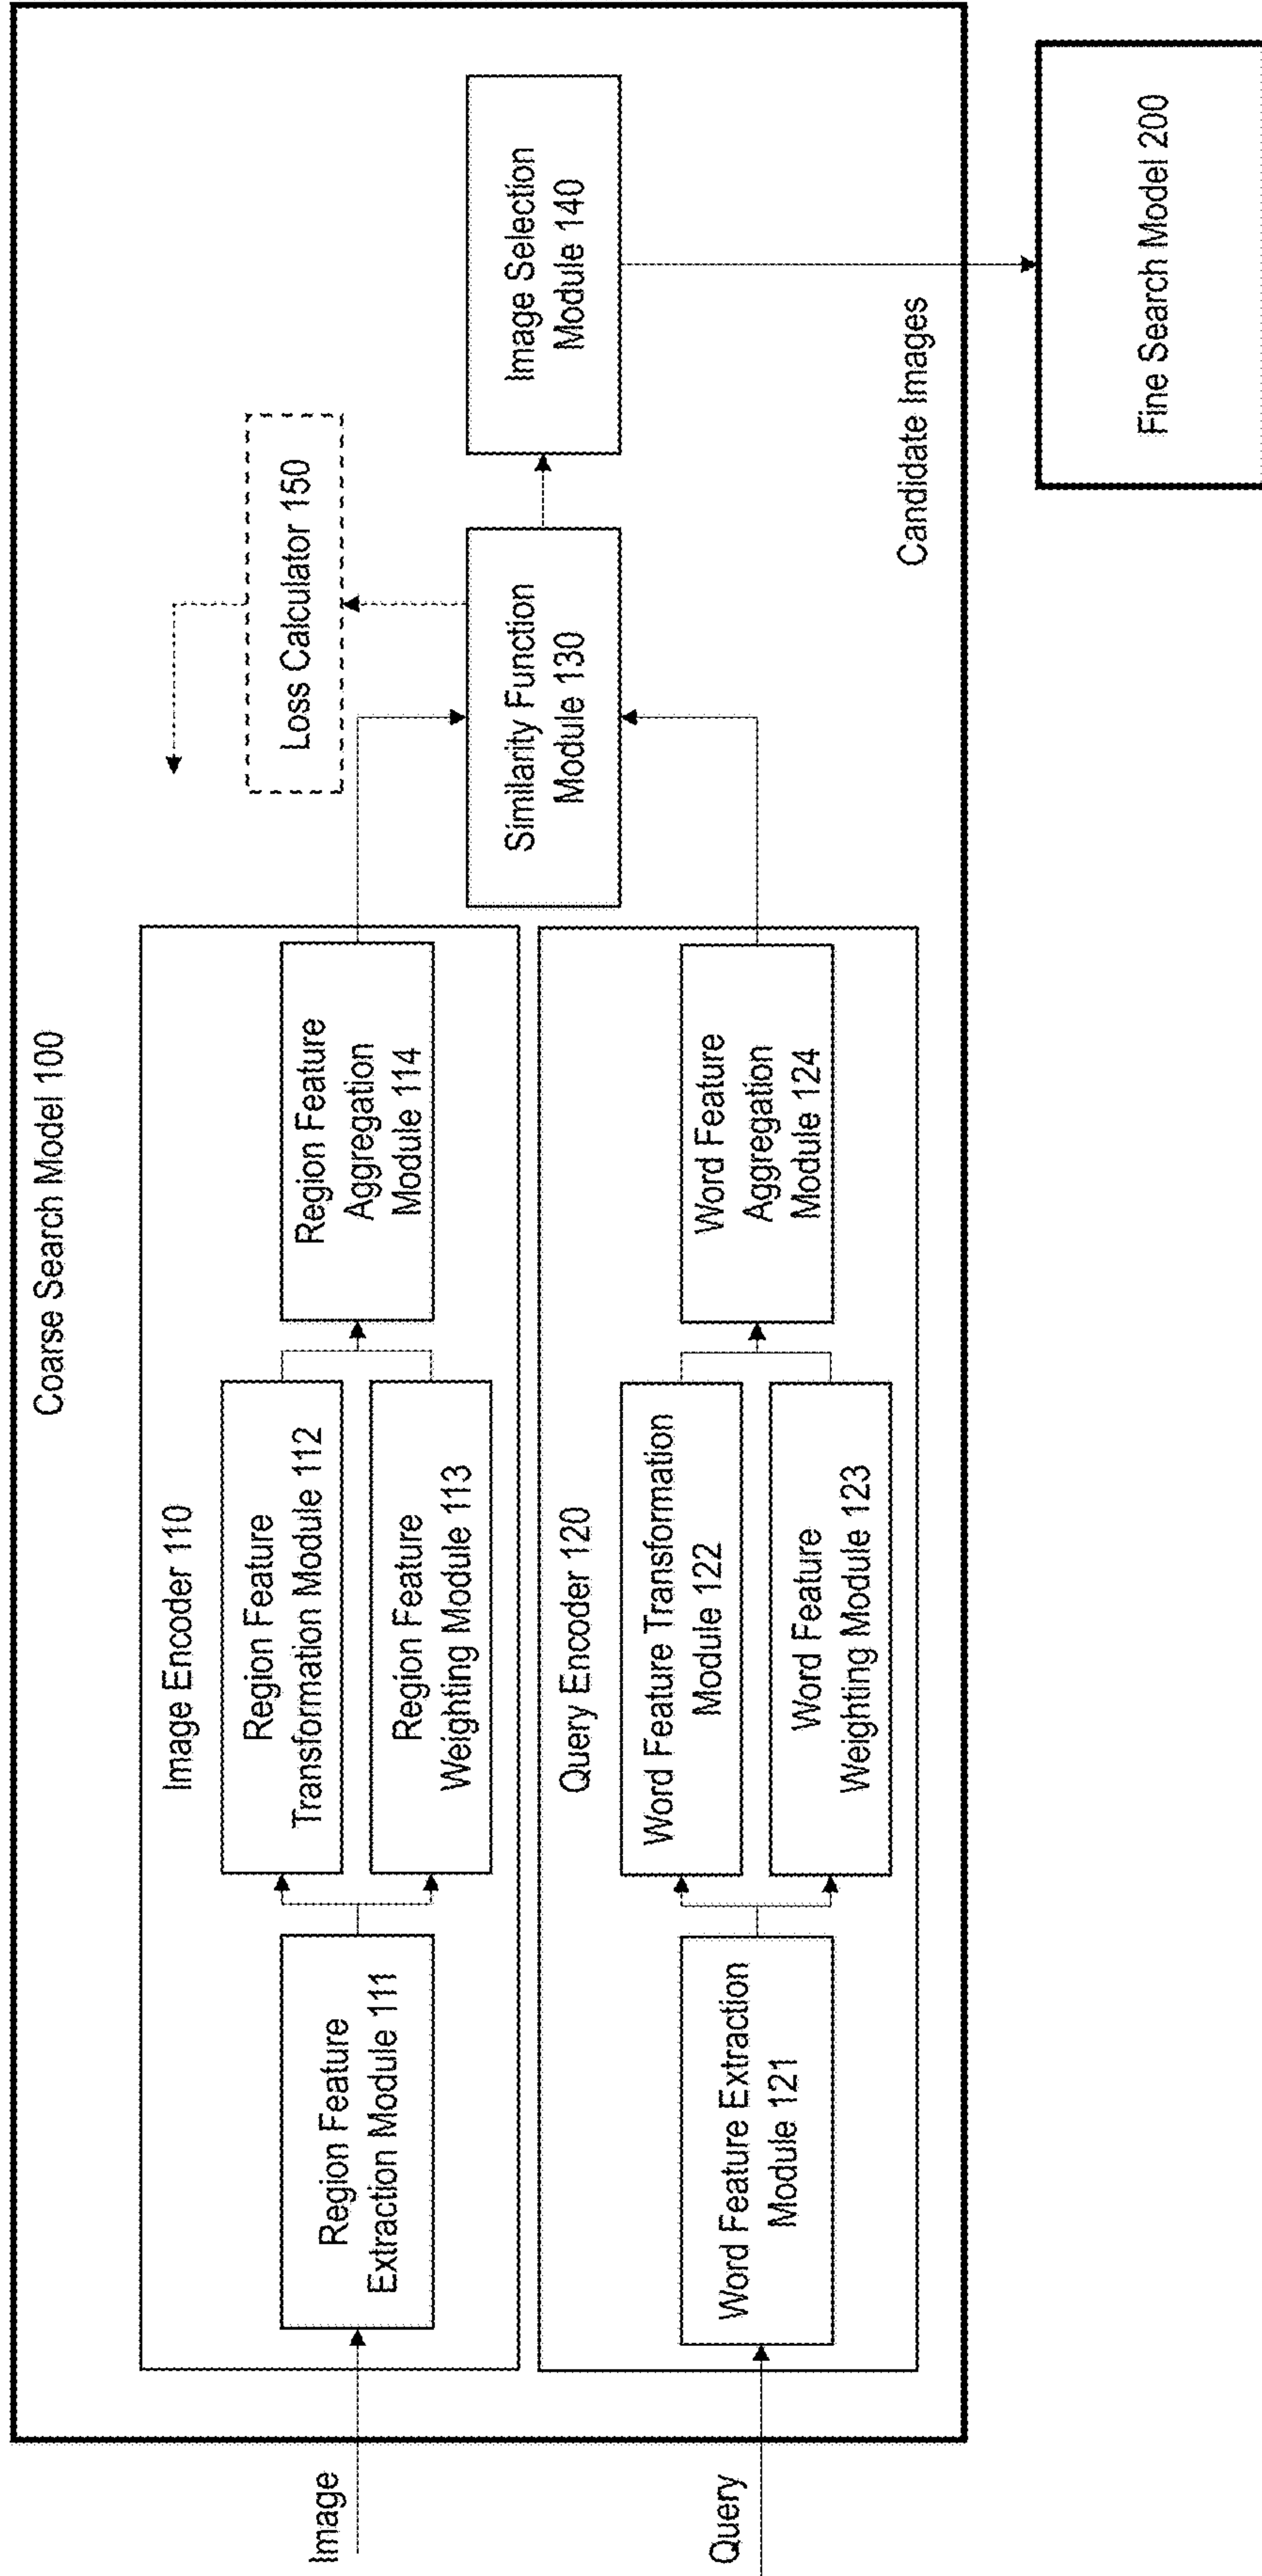 Coarse Search Model 100
Image
Image Encoder 110
Region Feature
Extraction Module 111
Region Feature
Transformation Module 112
Region Feature
Weighting Module 113
Region Feature
Aggregation
Module 114
Query
Query Encoder 120
Word Feature Extraction
Module 121
Word Feature Transformation
Module 122
Word Feature
Weighting Module 123
Word Feature
Aggregation
Module 124
Loss Calculator 150
Similarity Function
Module 130
Image Selection
Module 140
Candidate Images
Fine Search Model 200